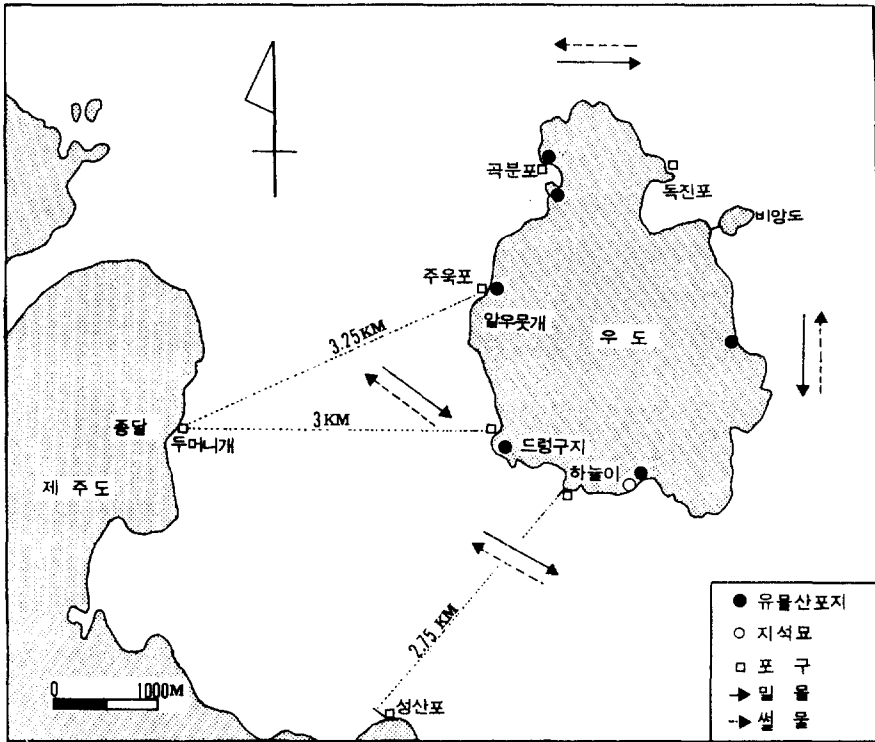 곡분포
독진포
비양도
주욱포
알우뭇개
우 도
3.25 KM
3 KM
종달
두머니개
드렁구지
하늘이
제 주 도
2.75 KM
성산포
0 1000M
유물산포지
지석묘
포 구
밀 물
썰 물